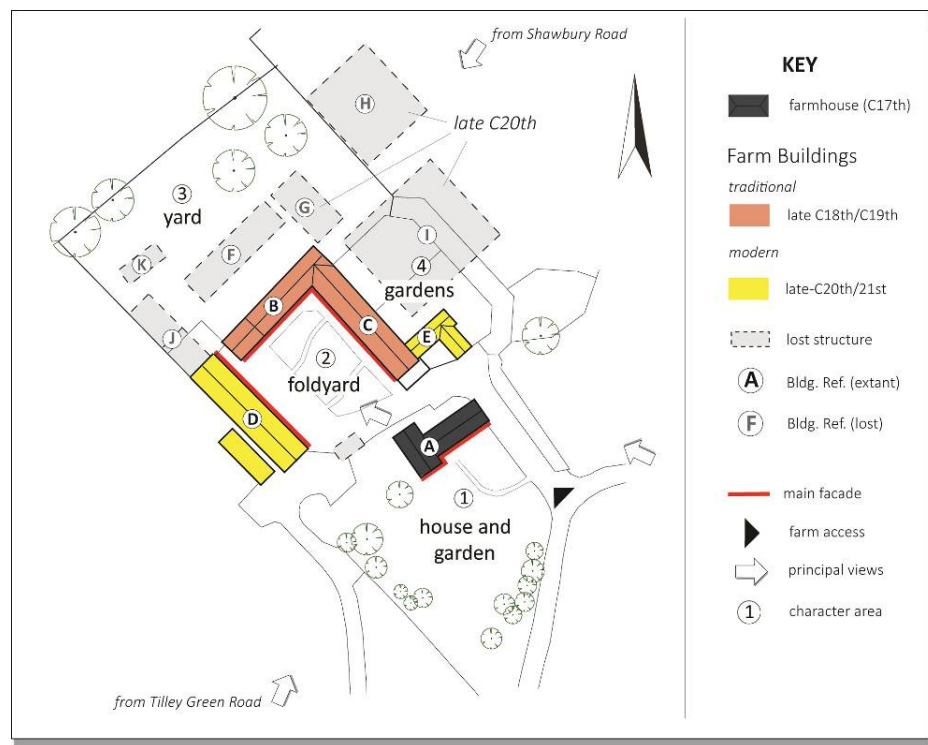 from Shawbury Road
H
late C20th
3
yard
G
F
I
K
4
gardens
B
C
E
J
2
foldyard
D
A
1
house and
garden
from Tilley Green Road
KEY
farmhouse (C17th)
Farm Buildings
traditional
late C18th/C19th
modern
late-C20th/21st
lost structure
A Bldg. Ref. (extant)
F Bldg. Ref. (lost)
main facade
farm access
principal views
1 character area